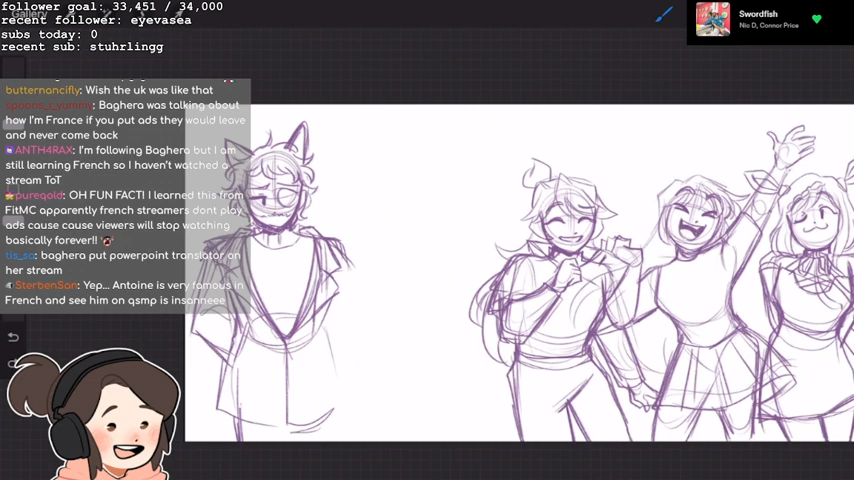 Gallery
follower goal: 33,451 / 34,000
recent follower: eyevasea
subs today: 0
recent sub: stuhrlingg
Swordfish
Nic D, Connor Price
butternancifly: Wish the uk was like that
spoons_r_yummy: Baghera was talking about
how I'm France if you put ads they would leave
and never come back
ANTH4RAX: I'm following Baghera but I am
still learning French so I haven't watched a
stream ToT
pureqold: OH FUN FACT! I learned this from
FitMC apparently french streamers dont play
ads cause cause viewers will stop watching
basically forever!!
tis_sa: baghera put powerpoint translator on
her stream
SterbenSan: Yep... Antoine is very famous in
French and see him on qsmp is insanneee